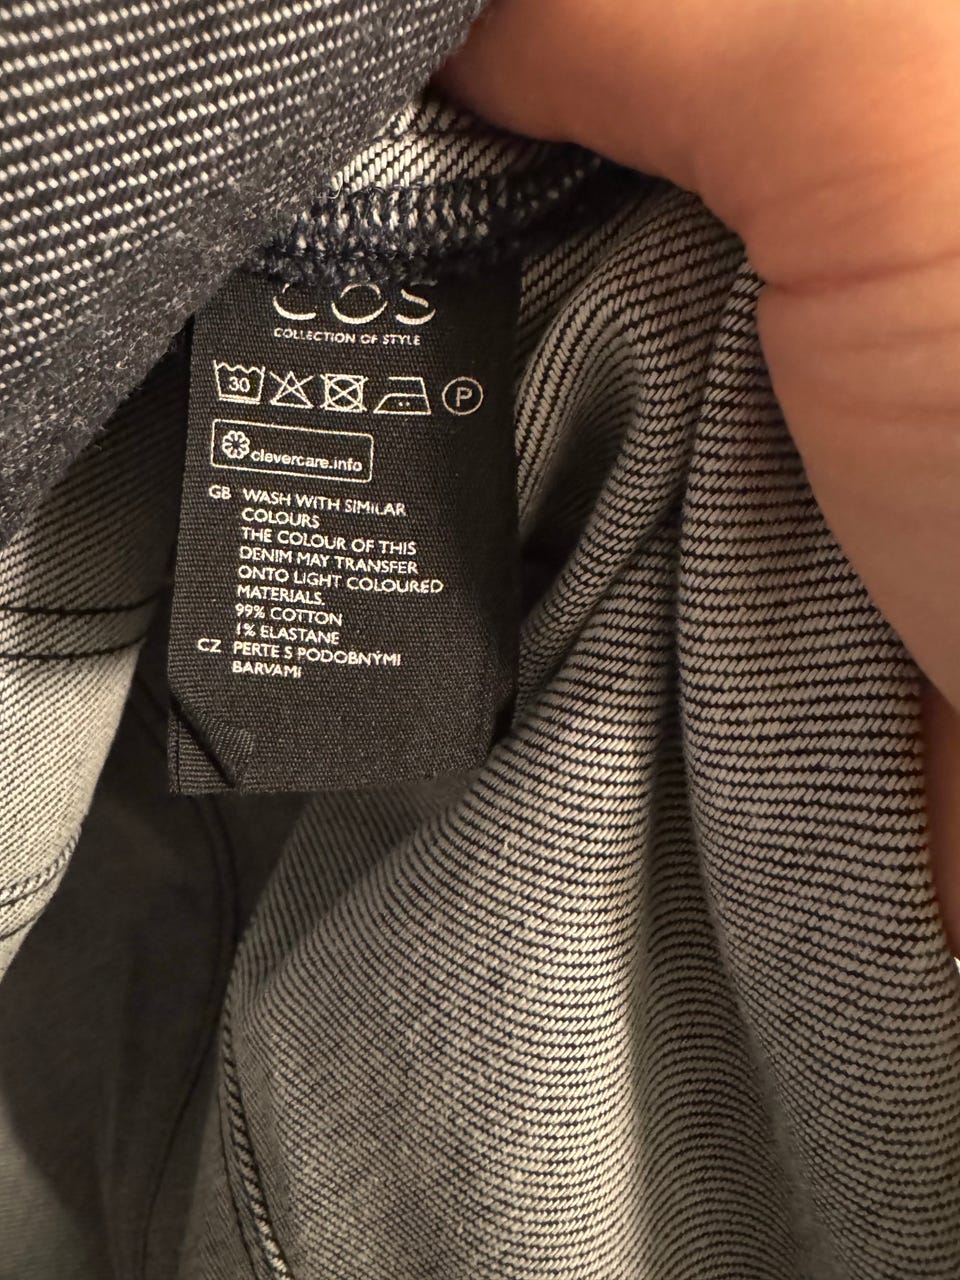 COS
COLLECTION OF STYLE
30 P
clevercare.info
GB WASH WITH SIMILAR
COLOURS
THE COLOUR OF THIS
DENIM MAY TRANSFER
ONTO LIGHT COLOURED
MATERIALS.
99% COTTON
1% ELASTANE
CZ PERTE S PODOBNÝMI
BARVAMI